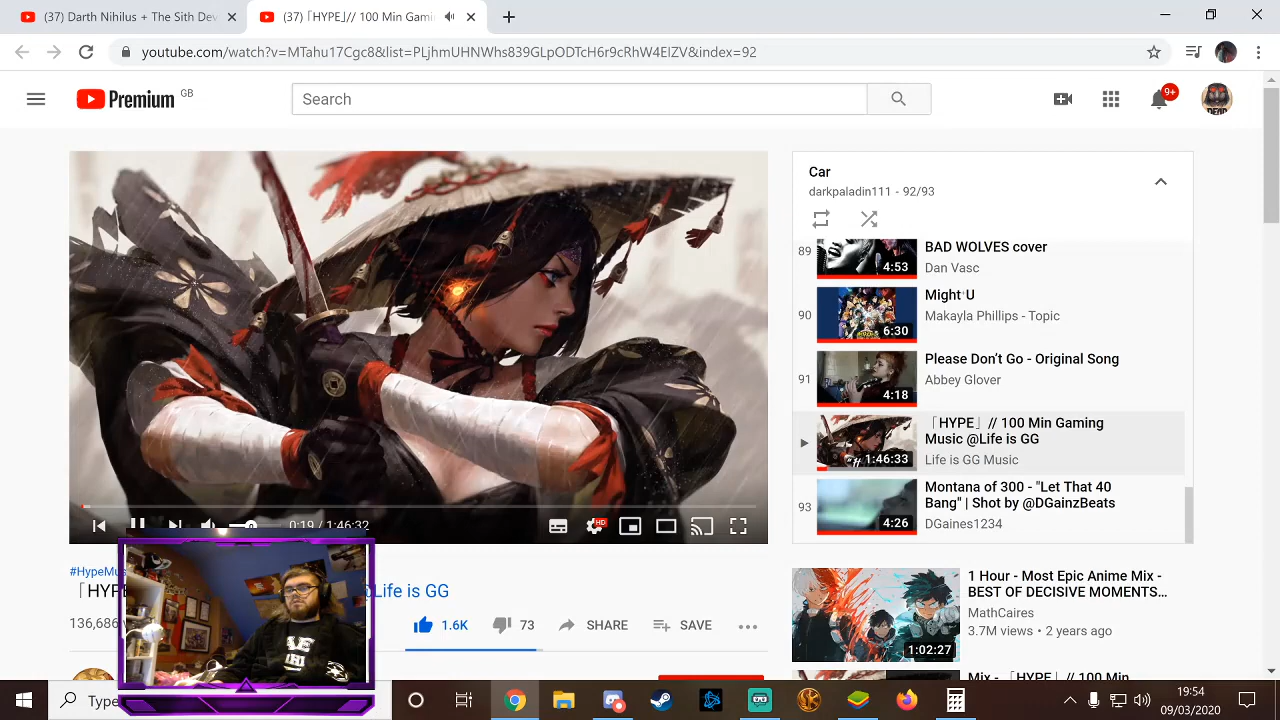 (37) Darth Nihilus + The Sith Dev
(37)「HYPE」// 100 Min Gami
youtube.com/watch?v=MTahu17Cgc8&list=PLjhmUHNWhs839GLpODTcH6r9cRhW4EIZV&index=92
Premium GB
Search
9+
Car
darkpaladin111 - 92/93
89
BAD WOLVES cover
Dan Vasc
4:53
90
Might U
Makayla Phillips - Topic
6:30
91
Please Don't Go - Original Song
Abbey Glover
4:18
「HYPE」// 100 Min Gaming
Music @Life is GG
Life is GG Music
1:46:33
93
Montana of 300 - "Let That 40
Bang" | Shot by @DGainzBeats
DGaines1234
4:26
0:19 / 1:46:32
HD
#HypeMus
「HYP
@Life is GG
136,686
1.6K
73
SHARE
SAVE
1 Hour - Most Epic Anime Mix -
BEST OF DECISIVE MOMENTS...
MathCaires
3.7M views • 2 years ago
1:02:27
Mix - 「HYPE」// 100 Min
Type
19:54
09/03/2020